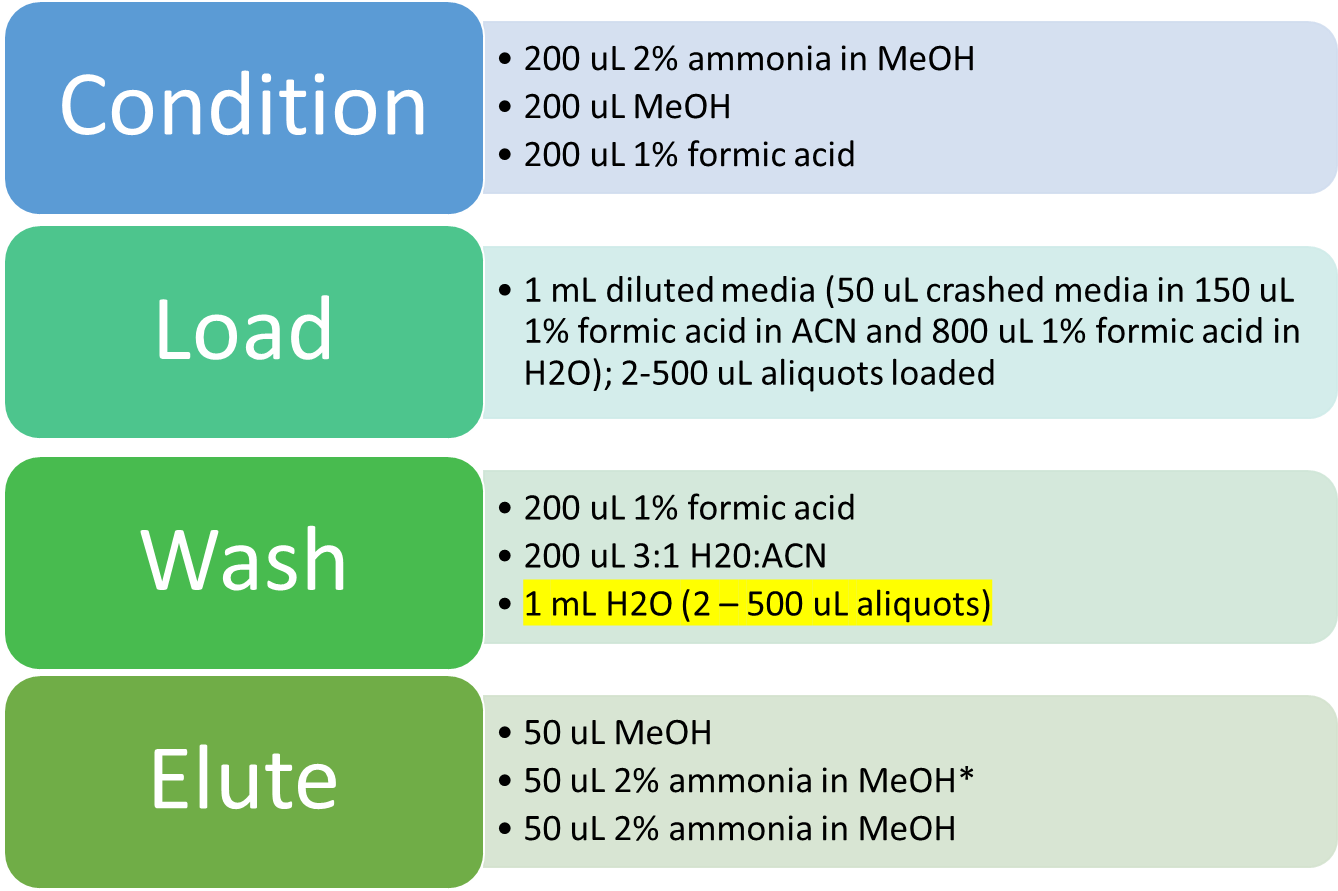 Condition
• 200 uL 2% ammonia in MeOH
• 200 uL MeOH
• 200 uL 1% formic acid
Load
• 1 mL diluted media (50 uL crashed media in 150 uL
1% formic acid in ACN and 800 uL 1% formic acid in
H2O); 2-500 uL aliquots loaded
Wash
• 200 uL 1% formic acid
• 200 uL 3:1 H20:ACN
• 1 mL H2O (2 – 500 uL aliquots)
Elute
• 50 uL MeOH
• 50 uL 2% ammonia in MeOH*
• 50 uL 2% ammonia in MeOH